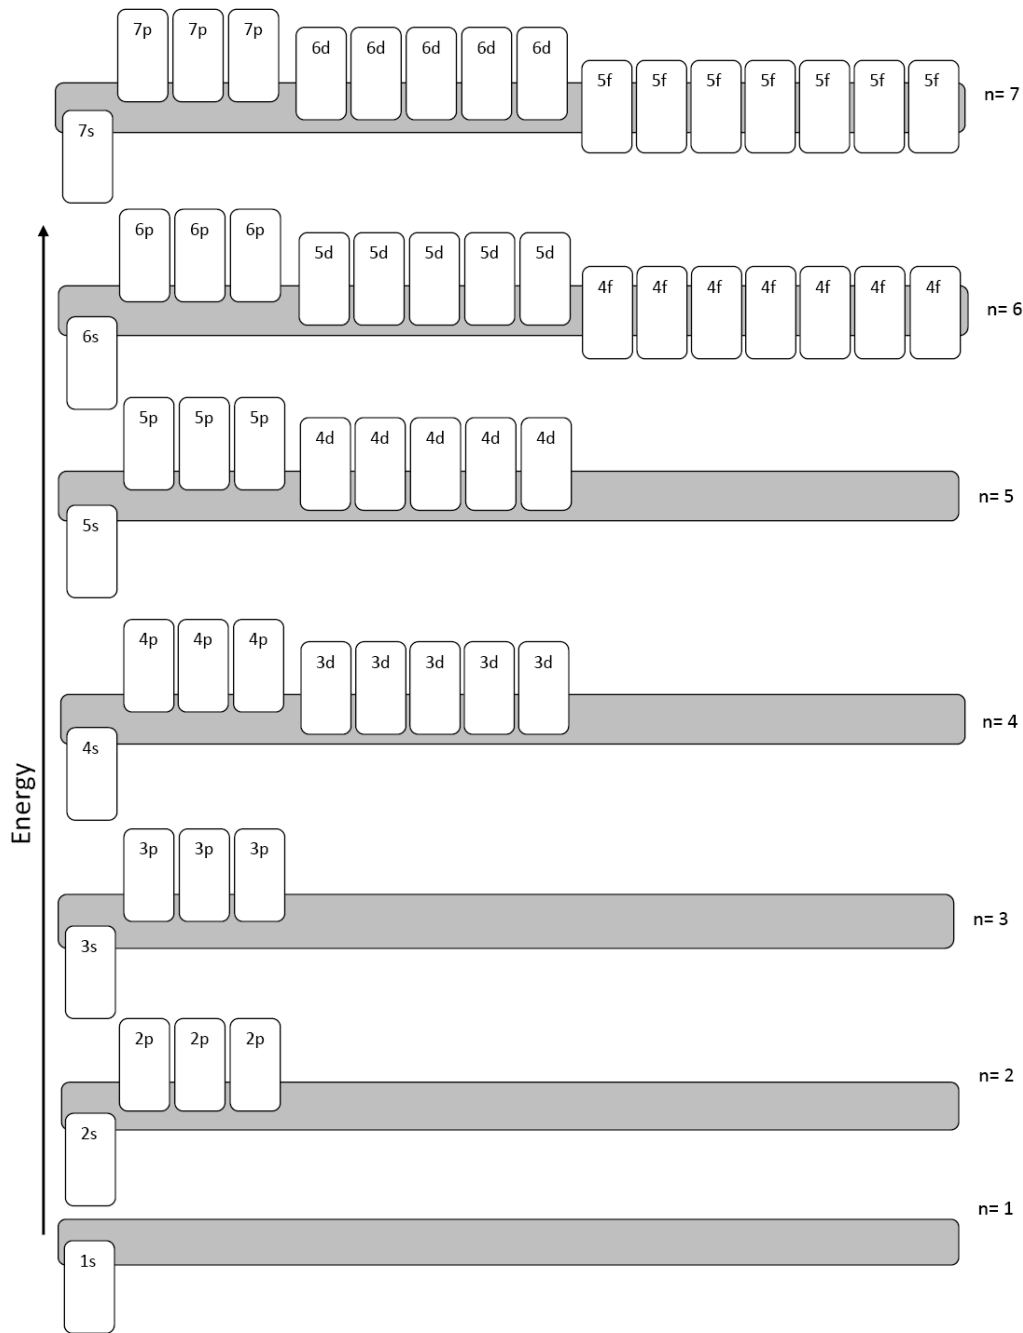 7p 7p 7p
6d 6d 6d 6d 6d
5f 5f 5f 5f 5f 5f 5f
n= 7
7s
6p 6p 6p
5d 5d 5d 5d 5d
4f 4f 4f 4f 4f 4f 4f
n= 6
6s
5p 5p 5p
4d 4d 4d 4d 4d
n= 5
5s
4p 4p 4p
3d 3d 3d 3d 3d
n= 4
4s
Energy
3p 3p 3p
n= 3
3s
2p 2p 2p
n= 2
2s
n= 1
1s